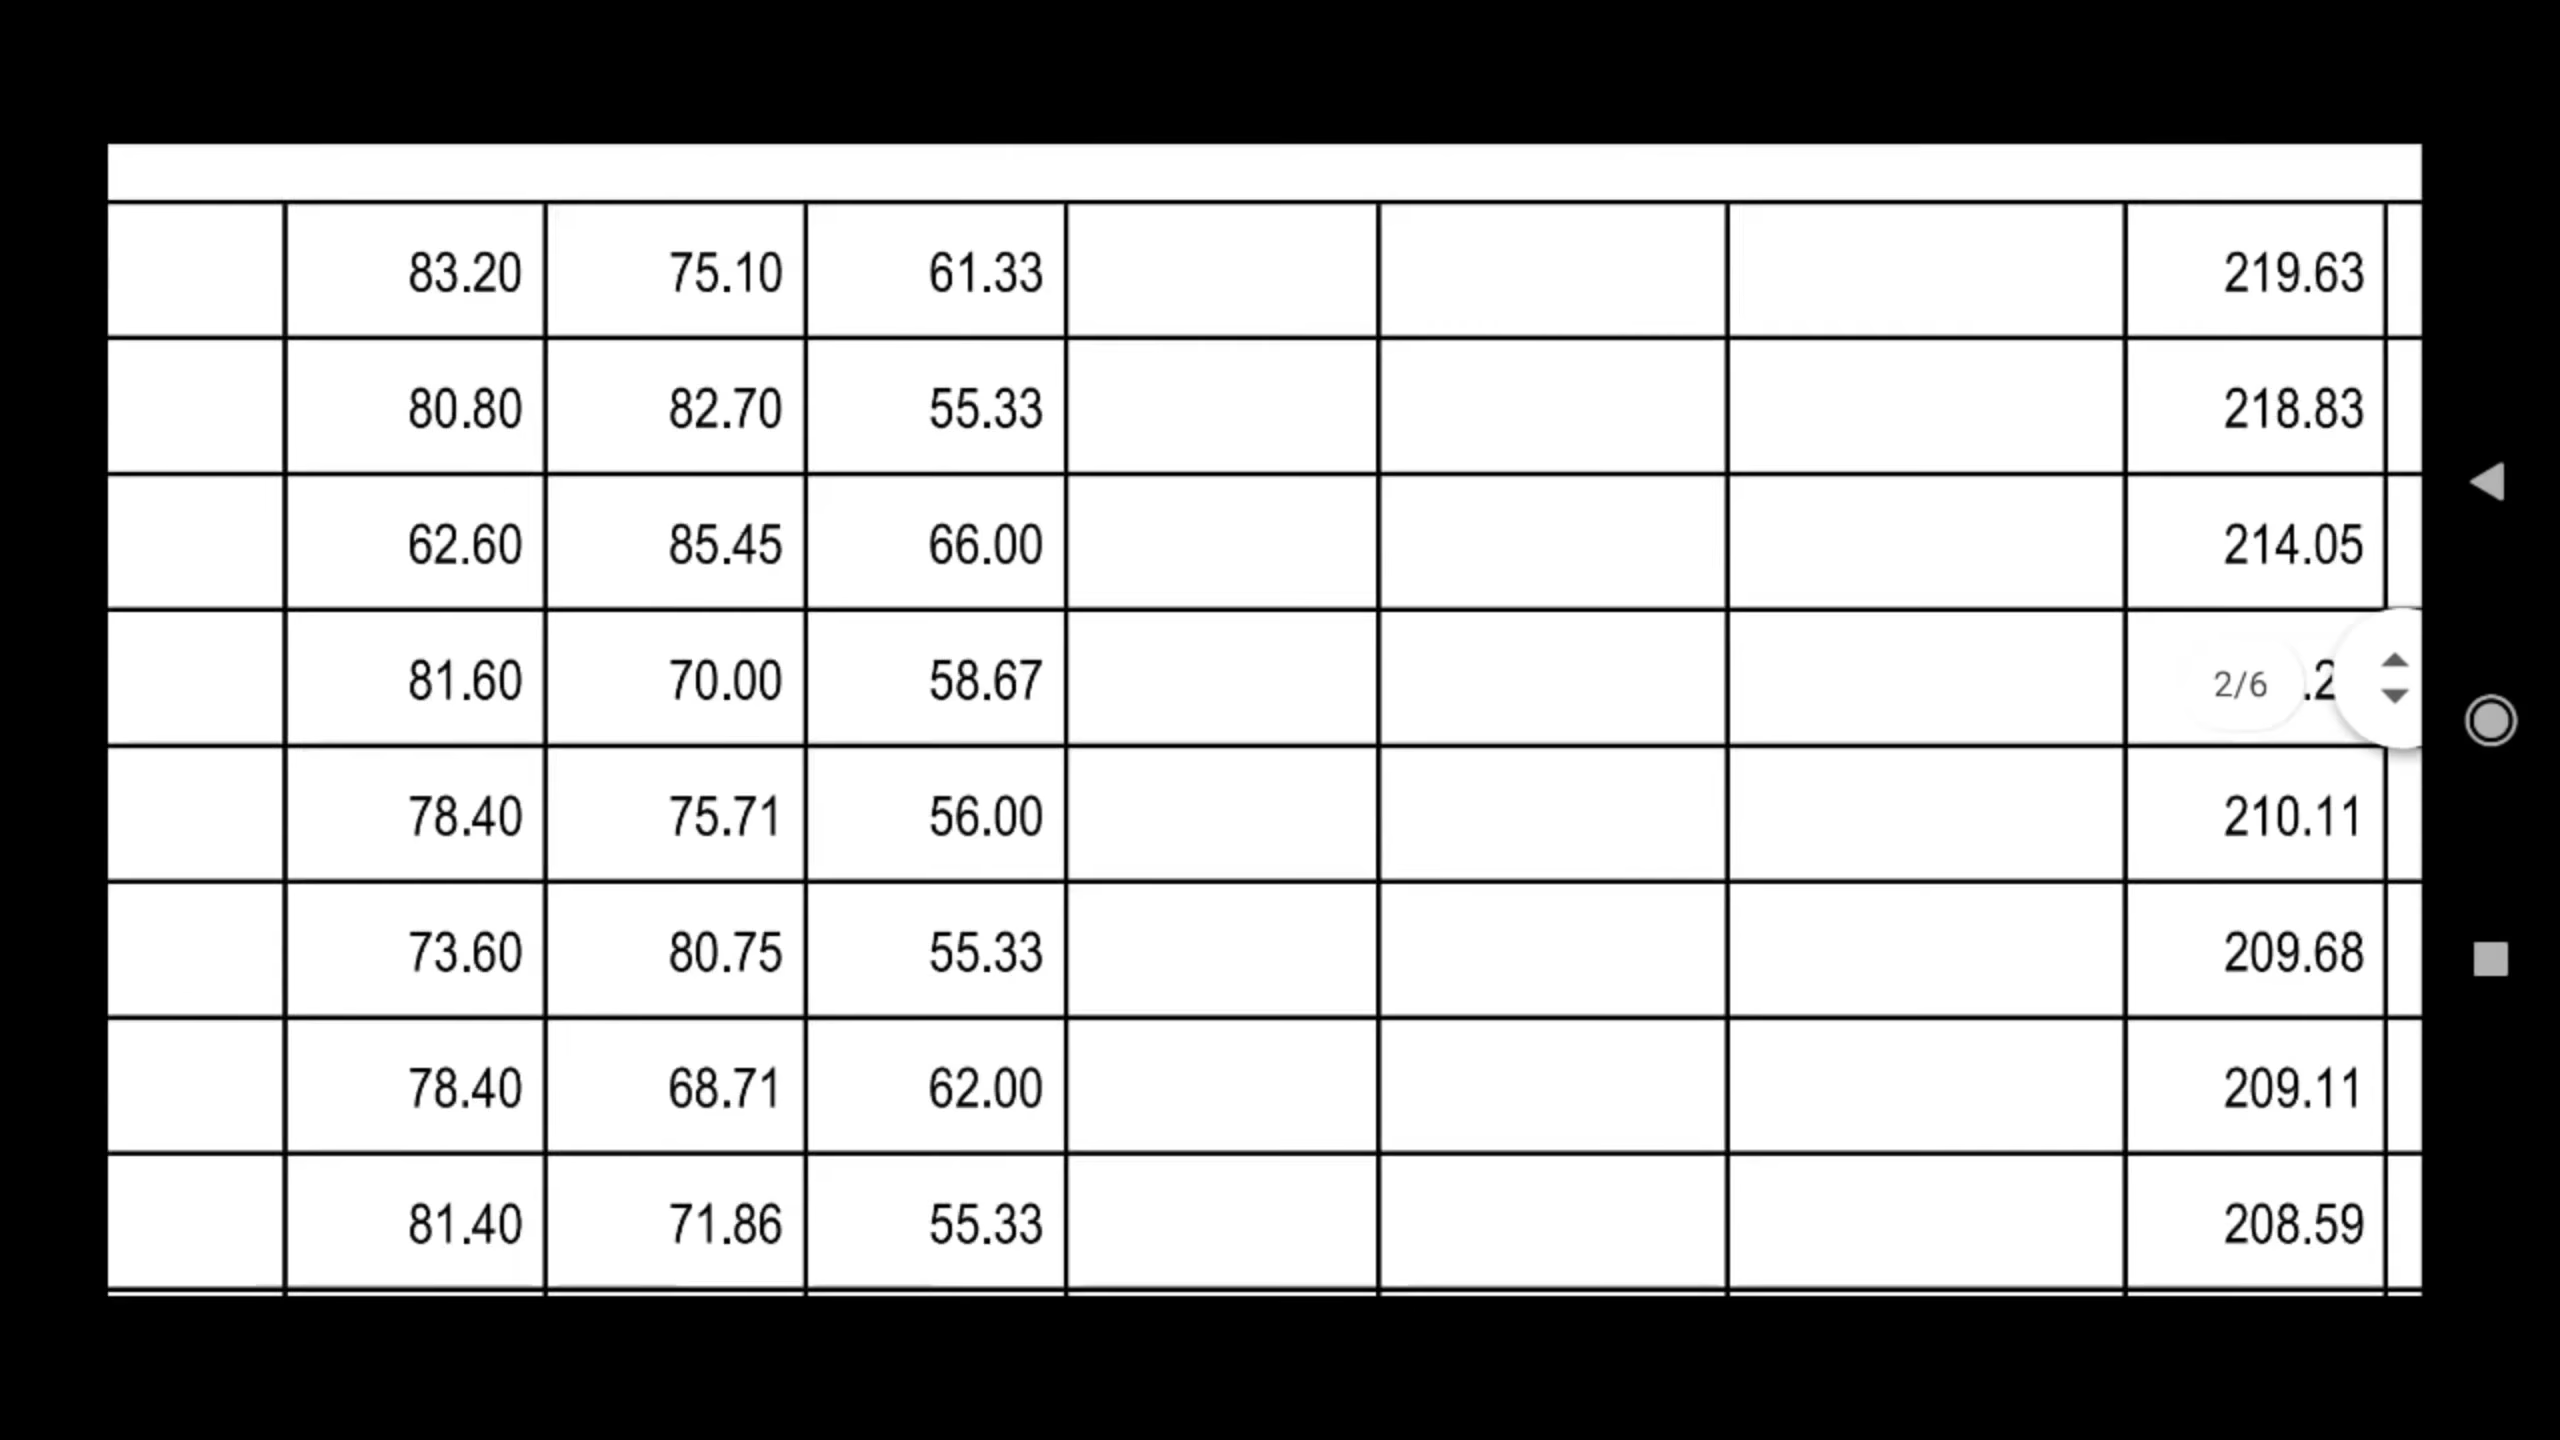 83.20 75.10 61.33 219.63
80.80 82.70 55.33 218.83
62.60 85.45 66.00 214.05
81.60 70.00 58.67 2/6
78.40 75.71 56.00 210.11
73.60 80.75 55.33 209.68
78.40 68.71 62.00 209.11
81.40 71.86 55.33 208.59